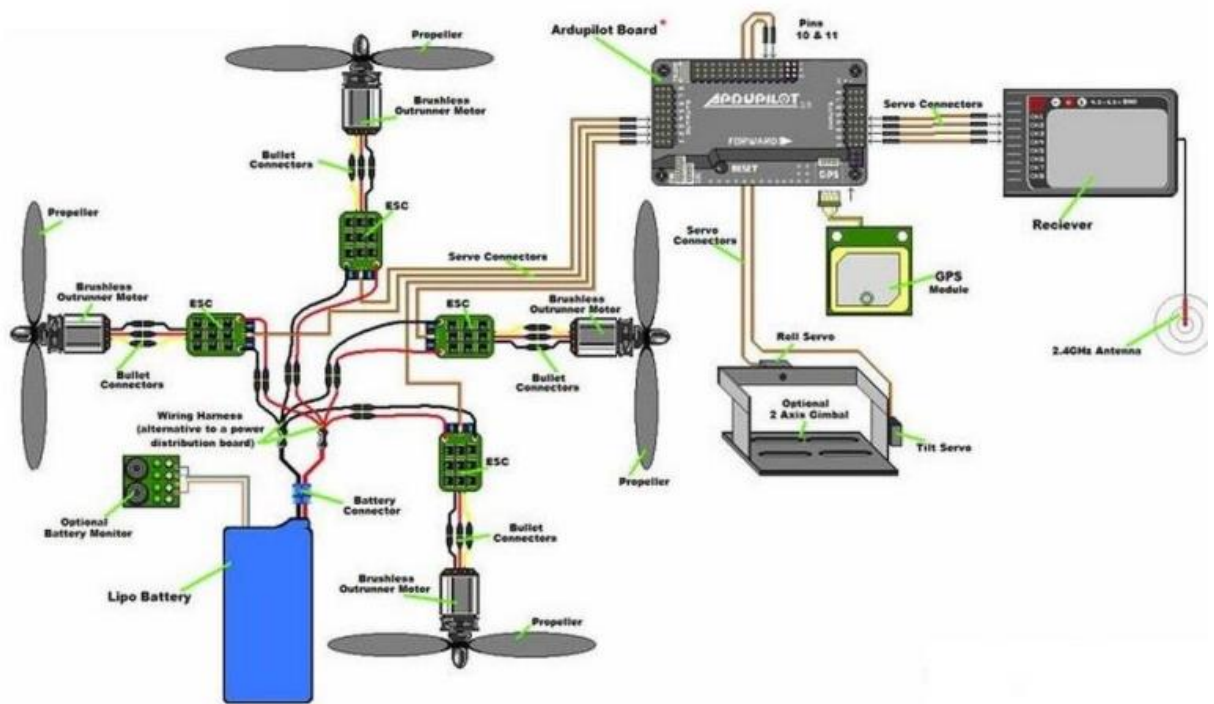 Propeller
Brushless
Outrunner Motor
Bullet
Connectors
ESC
Ardupilot Board *
Pins
10 & 11
ARDUPILOT
FORWARD
RESET
GPS
Servo Connectors
Reciever
2.4GHz Antenna
GPS
Module
Servo
Connectors
Roll Servo
Optional
2 Axis Gimbal
Tilt Servo
Propeller
Brushless
Outrunner Motor
ESC
Bullet
Connectors
Servo Connectors
ESC
Brushless
Outrunner Motor
Bullet
Connectors
Propeller
Wiring Harness
(alternative to a power
distribution board)
ESC
Battery
Connector
Optional
Battery Monitor
Lipo Battery
Bullet
Connectors
Brushless
Outrunner Motor
Propeller